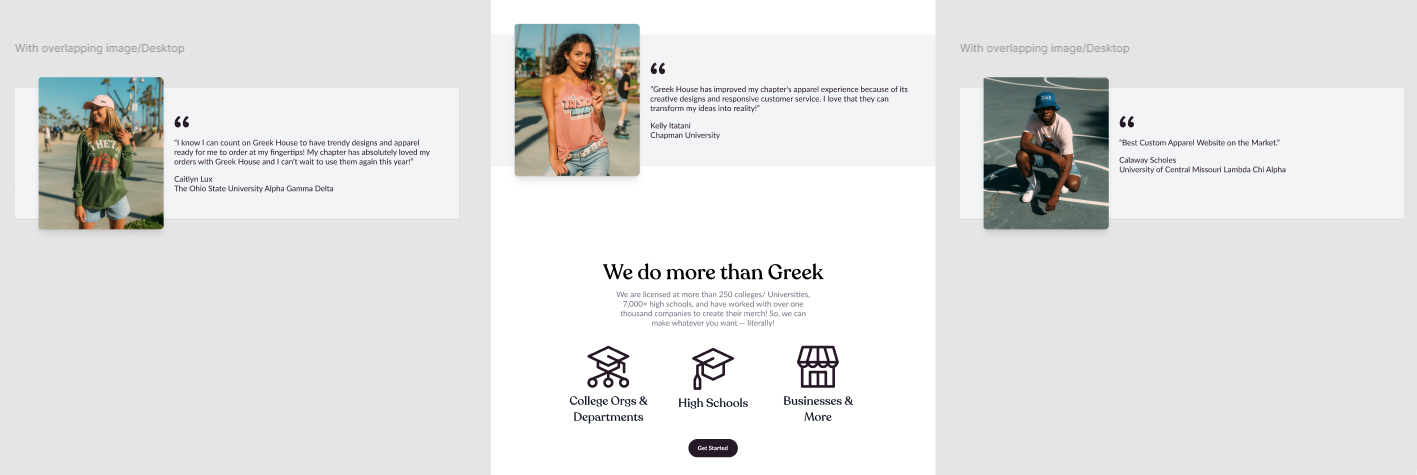 With overlapping image/Desktop
“I know I can count on Greek House to have trendy designs and apparel
ready for me to order at my fingertips! My chapter has absolutely loved my
orders with Greek House and I can’t wait to use them again this year!”
Caitlyn Lux
The Ohio State University Alpha Gamma Delta
“Greek House has improved my chapter's apparel experience because of its
creative designs and responsive customer service. I love that they can
transform my ideas into reality!”
Kelly Itatani
Chapman University
We do more than Greek
We are licensed at more than 250 colleges/ Universities,
7,000+ high schools, and have worked with over one
thousand companies to create their merch! So, we can
make whatever you want -- literally!
College Orgs &
Departments
High Schools
Businesses &
More
Get Started
With overlapping image/Desktop
SAE
“Best Custom Apparel Website on the Market.”
Calaway Scholes
University of Central Missouri Lambda Chi Alpha